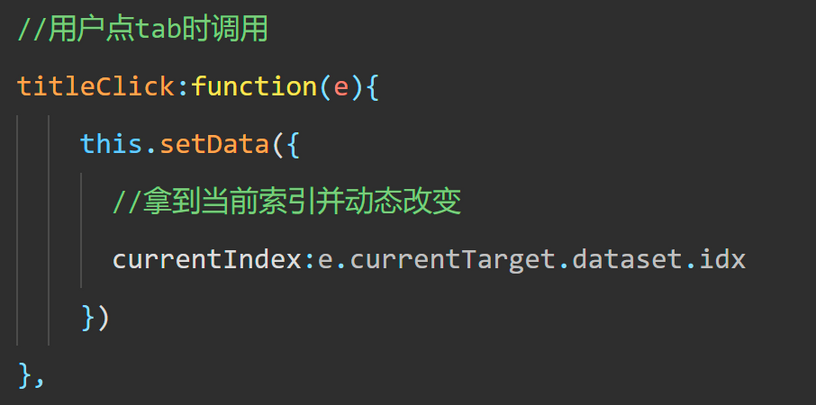 //用户点tab时调用
titleClick:function(e){
this.setData({
//拿到当前索引并动态改变
currentIndex:e.currentTarget.dataset.idx
})
},